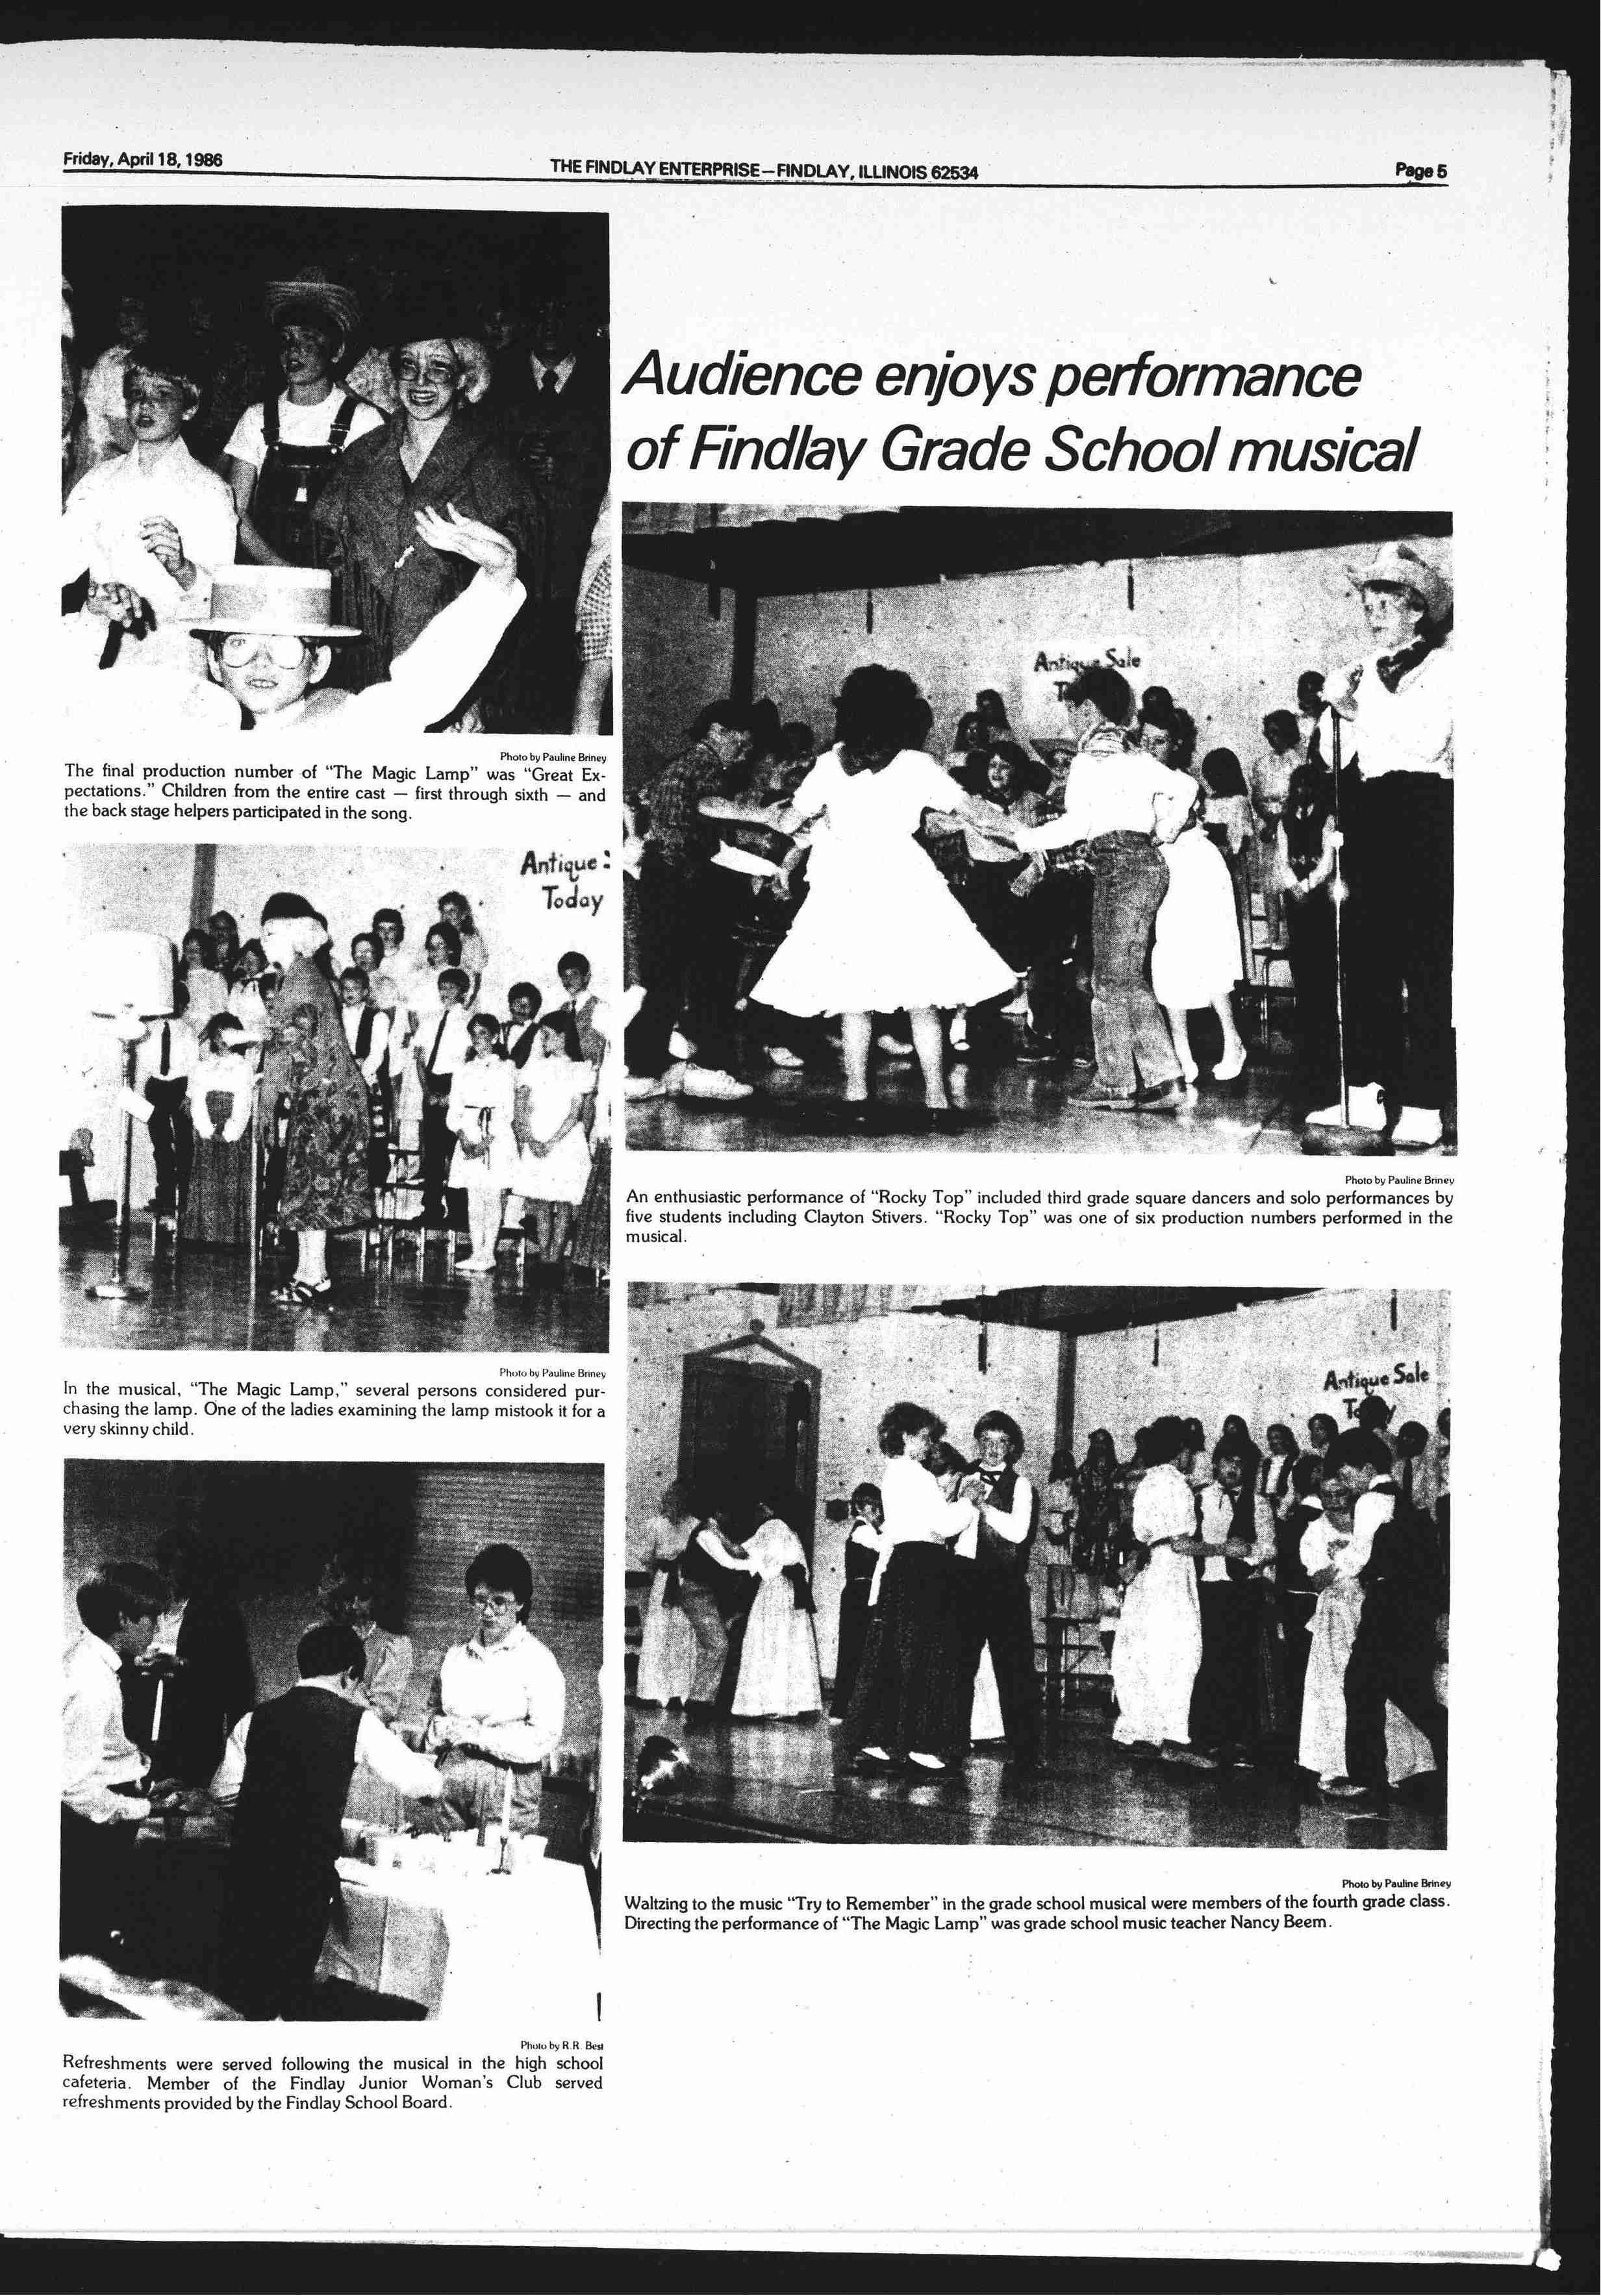 Friday, April 18, 1986
THE FINDLAY ENTERPRISE—FINDLAY, ILLINOIS 62534
Page 5
Audience enjoys performance
of Findlay Grade School musical
Photo by Pauline Briney
The final production number of "The Magic Lamp" was "Great Ex-
pectations." Children from the entire cast — first through sixth — and
the back stage helpers participated in the song.
Antique
Today
Photo by Pauline Briney
In the musical, "The Magic Lamp," several persons considered pur-
chasing the lamp. One of the ladies examining the lamp mistook it for a
very skinny child.
Photo by R.R. Best
Refreshments were served following the musical in the high school
cafeteria. Member of the Findlay Junior Woman's Club served
refreshments provided by the Findlay School Board.
Antique Sale
Photo by Pauline Briney
An enthusiastic performance of "Rocky Top" included third grade square dancers and solo performances by
five students including Clayton Stivers. "Rocky Top" was one of six production numbers performed in the
musical.
Antique Sale
Photo by Pauline Briney
Waltzing to the music "Try to Remember" in the grade school musical were members of the fourth grade class.
Directing the performance of "The Magic Lamp" was grade school music teacher Nancy Beem.